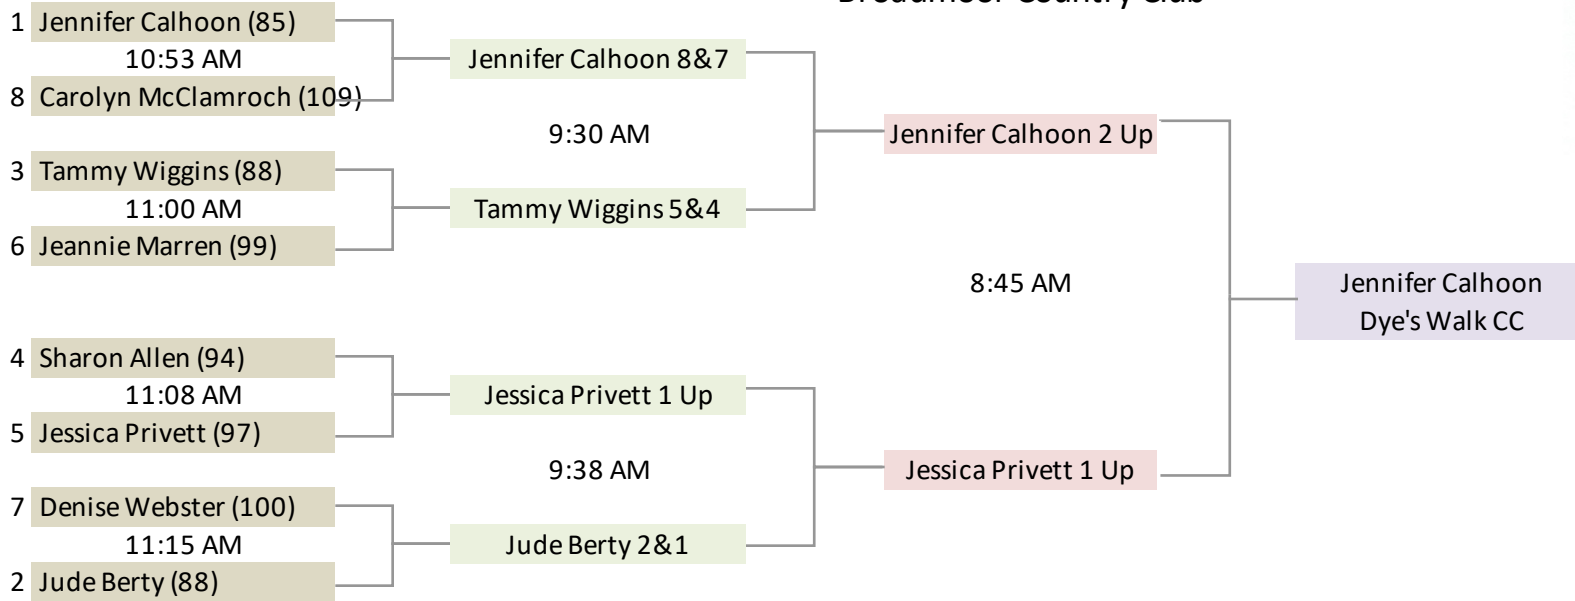 Country Club
1 Jennifer Calhoon (85)
10:53 AM
8 Carolyn McClamroch (109)
Jennifer Calhoon 8&7
9:30 AM
3 Tammy Wiggins (88)
11:00 AM
6 Jeannie Marren (99)
Tammy Wiggins 5&4
Jennifer Calhoon 2 Up
8:45 AM
Jennifer Calhoon
Dye's Walk CC
4 Sharon Allen (94)
11:08 AM
5 Jessica Privett (97)
Jessica Privett 1 Up
9:38 AM
7 Denise Webster (100)
11:15 AM
2 Jude Berty (88)
Jude Berty 2&1
Jessica Privett 1 Up